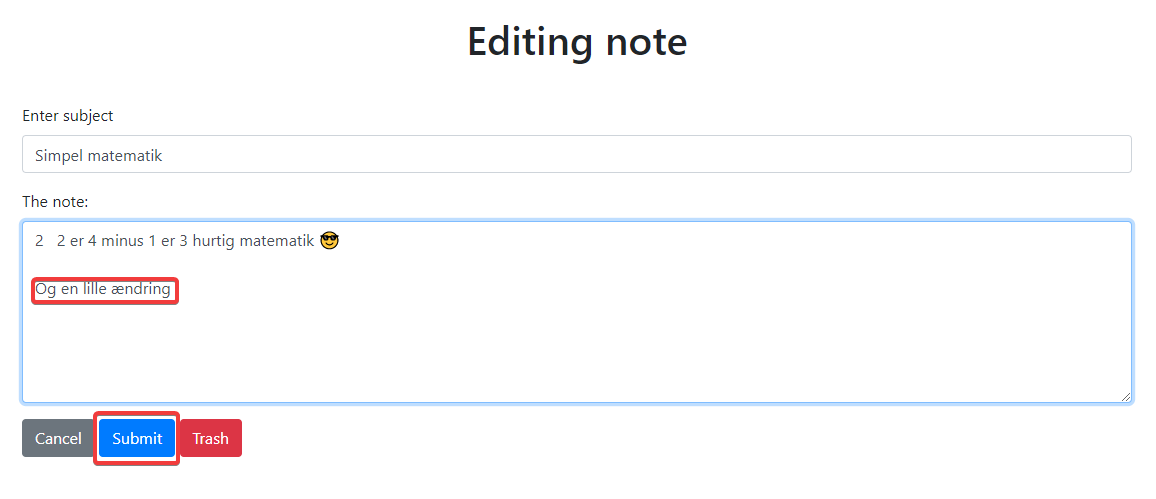 Editing note
Enter subject
Simpel matematik
The note:
2   2 er 4 minus 1 er 3 hurtig matematik 😎
Og en lille ændring
Cancel Submit Trash